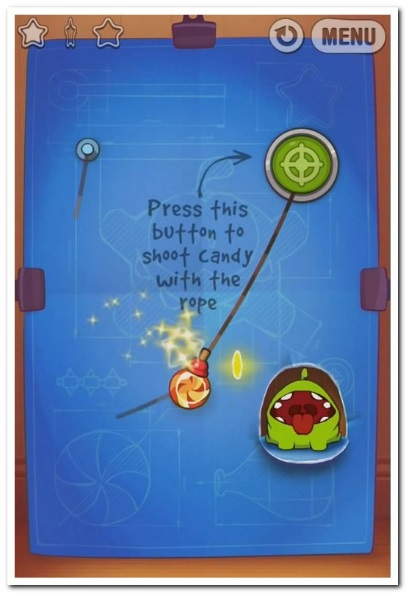 MENU
Press this
button to
shoot candy
with the
rope